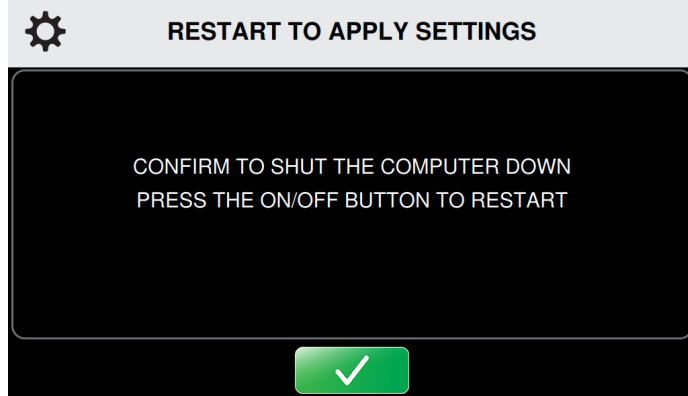 RESTART TO APPLY SETTINGS
CONFIRM TO SHUT THE COMPUTER DOWN
PRESS THE ON/OFF BUTTON TO RESTART